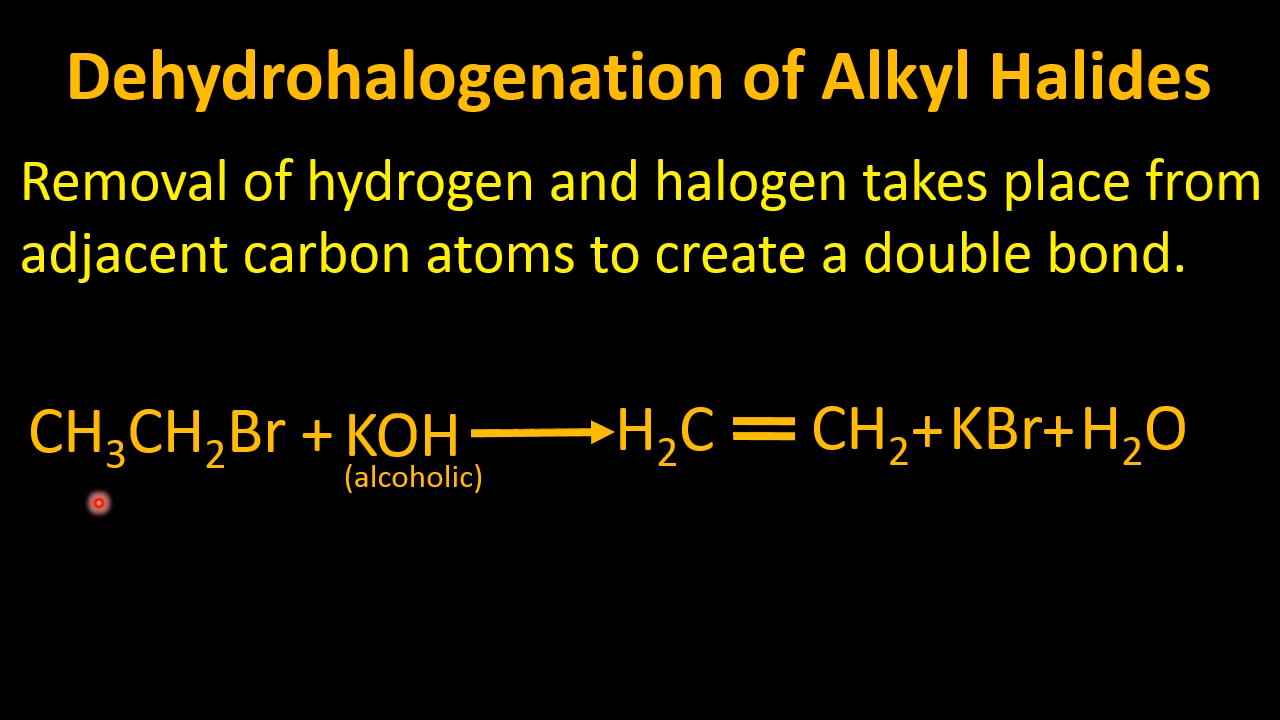 Dehydrohalogenation of Alkyl Halides
Removal of hydrogen and halogen takes place from
adjacent carbon atoms to create a double bond.
CH₃CH₂Br + KOH ⟶ H₂C ═ CH₂+KBr+H₂O
(alcoholic)